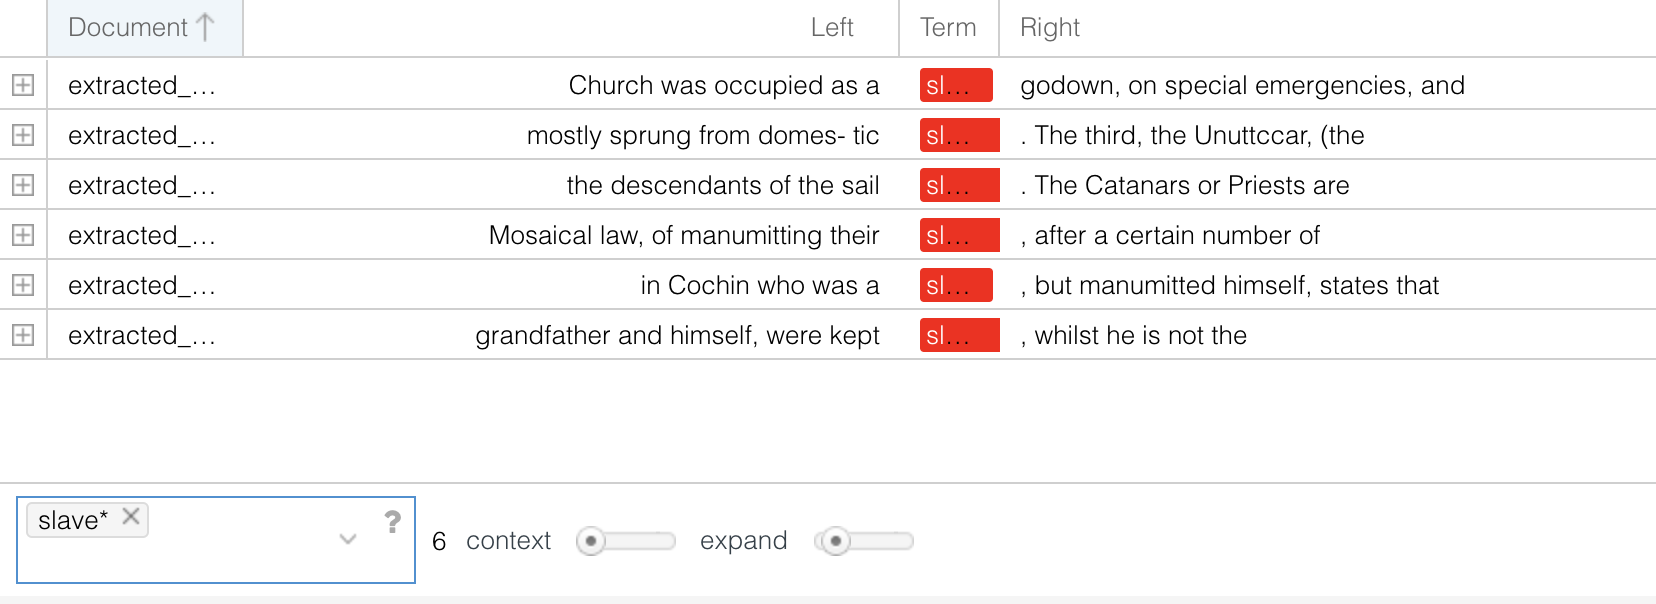 Document Left Term Right
extracted_... Church was occupied as a sl... godown, on special emergencies, and
extracted_... mostly sprung from domes- tic sl... . The third, the Unuttccar, (the
extracted_... the descendants of the sail sl... . The Catanars or Priests are
extracted_... Mosaical law, of manumitting their sl... , after a certain number of
extracted_... in Cochin who was a sl... , but manumitted himself, states that
extracted_... grandfather and himself, were kept sl... , whilst he is not the
slave* ? 6 context expand